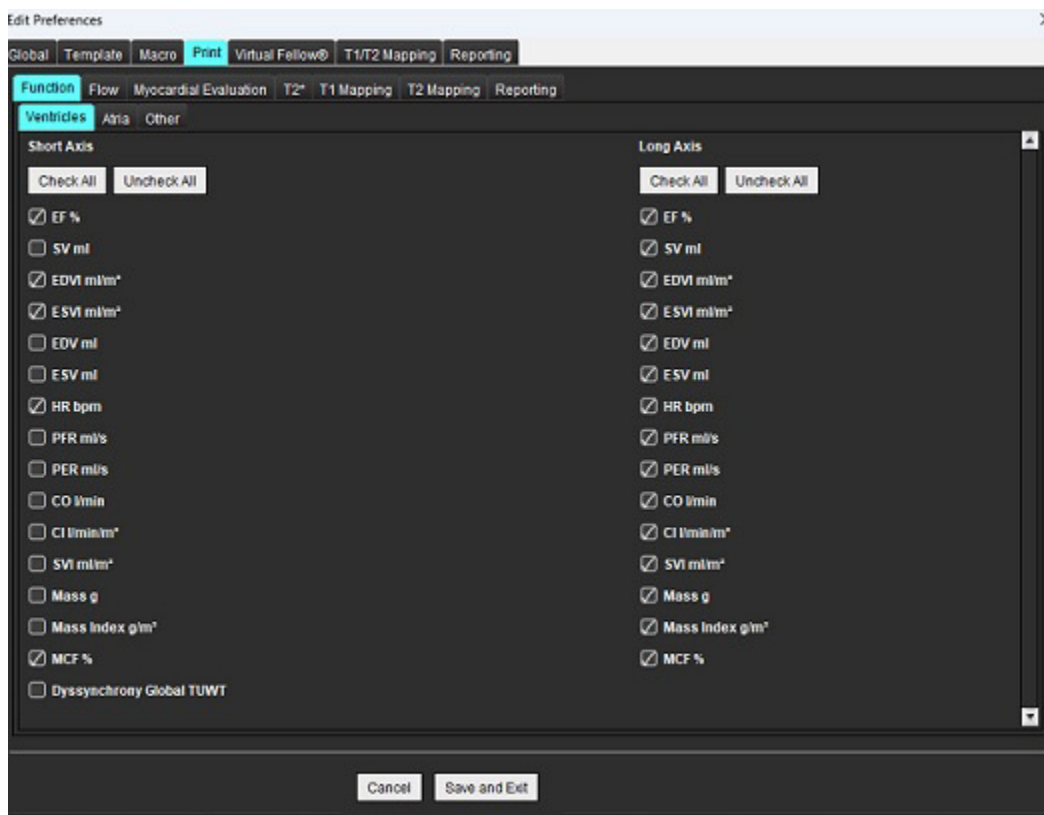 Edit Preferences
Global Template Macro Print Virtual Fellow® T1/T2 Mapping Reporting
Function Flow Myocardial Evaluation T2* T1 Mapping T2 Mapping Reporting
Ventricles Atria Other
Short Axis Long Axis
Check All Uncheck All Check All Uncheck All
EF % EF %
SV ml SV ml
EDVI ml/m² EDVI ml/m²
ESVI ml/m² ESVI ml/m²
EDV ml EDV ml
ESV ml ESV ml
HR bpm HR bpm
PFR ml/s PFR ml/s
PER ml/s PER ml/s
CO l/min CO l/min
CI l/min/m² CI l/min/m²
SVI ml/m² SVI ml/m²
Mass g Mass g
Mass Index g/m² Mass Index g/m²
MCF % MCF %
Dyssynchrony Global TUWT
Cancel Save and Exit